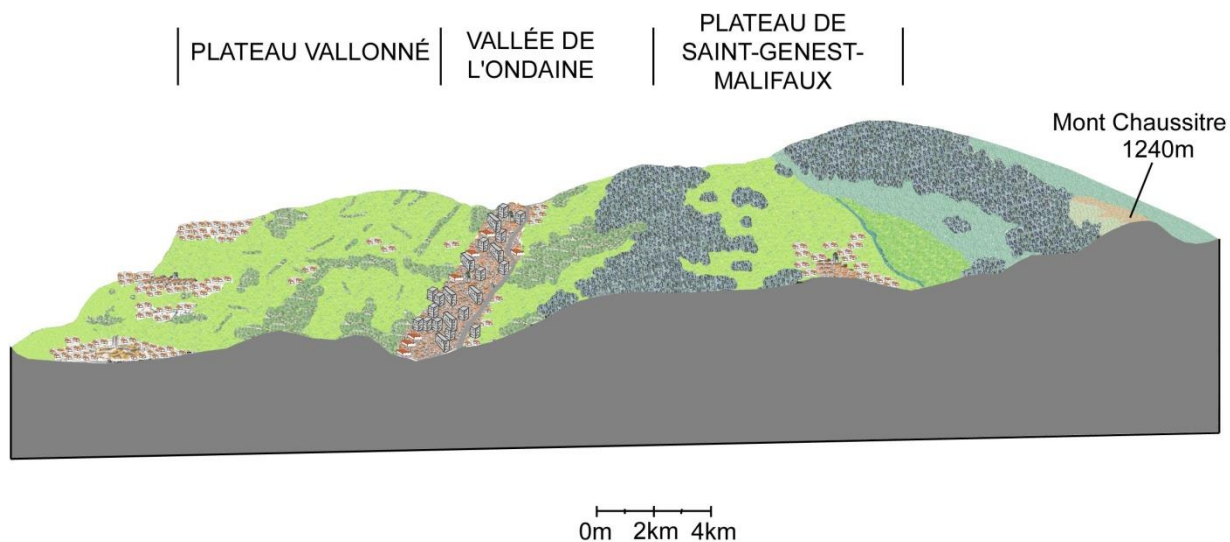 PLATEAU VALLONNÉ
VALLÉE DE
L'ONDAINE
PLATEAU DE
SAINT-GENEST-
MALIFAUX
Mont Chaussitre
1240m
0m 2km 4km